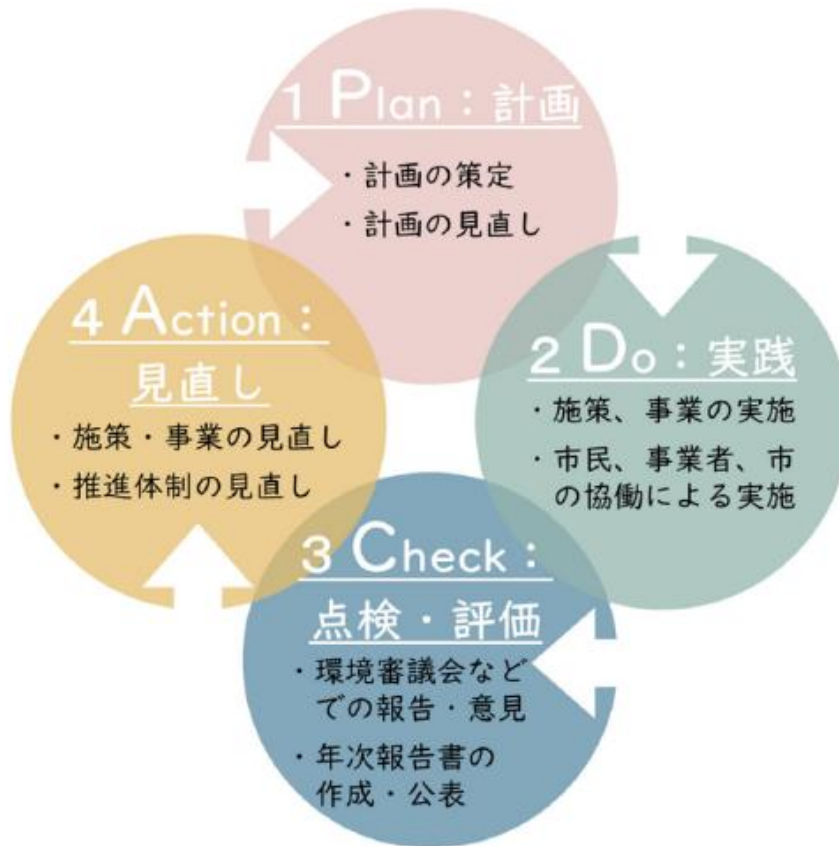 1 Plan：計画
・計画の策定
・計画の見直し
2 Do：実践
・施策、事業の実施
・市民、事業者、市
の協働による実施
3 Check：
点検・評価
・環境審議会など
での報告・意見
・年次報告書の
作成・公表
4 Action：
見直し
・施策・事業の見直し
・推進体制の見直し